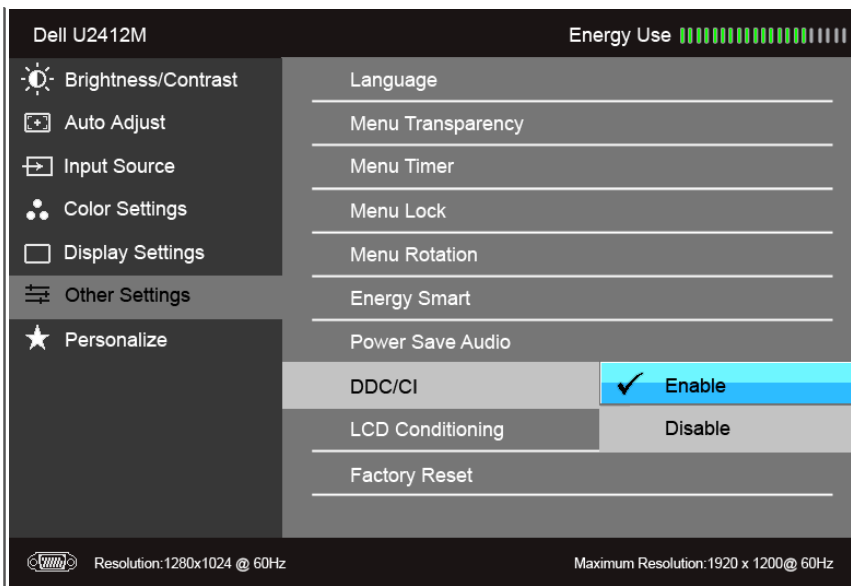 Dell U2412M Energy Use
Brightness/Contrast Language
Auto Adjust Menu Transparency
Input Source Menu Timer
Color Settings Menu Lock
Display Settings Menu Rotation
Other Settings Energy Smart
Personalize Power Save Audio
DDC/CI Enable
LCD Conditioning Disable
Factory Reset
Resolution:1280x1024 @ 60Hz Maximum Resolution:1920 x 1200@ 60Hz